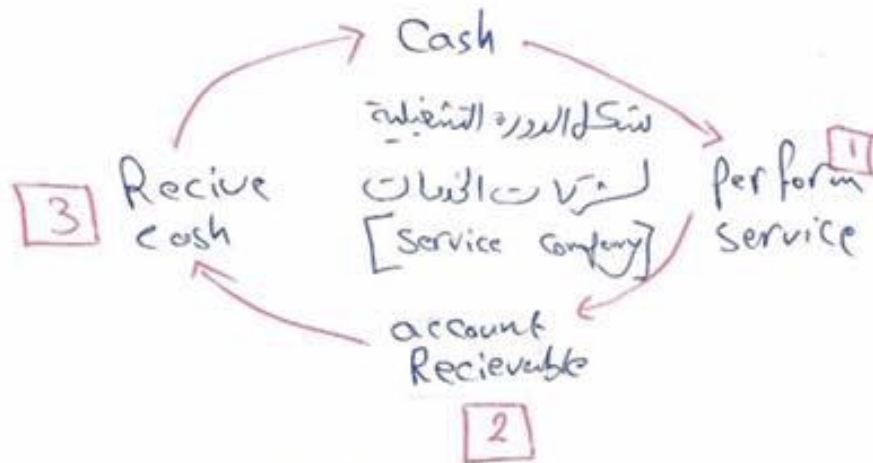 Cash
شكل الدورة التشغيلية
لشركات الخدمات
[Service Company]
1
Perform
service
account
Recievable
2
3
Recive
cash